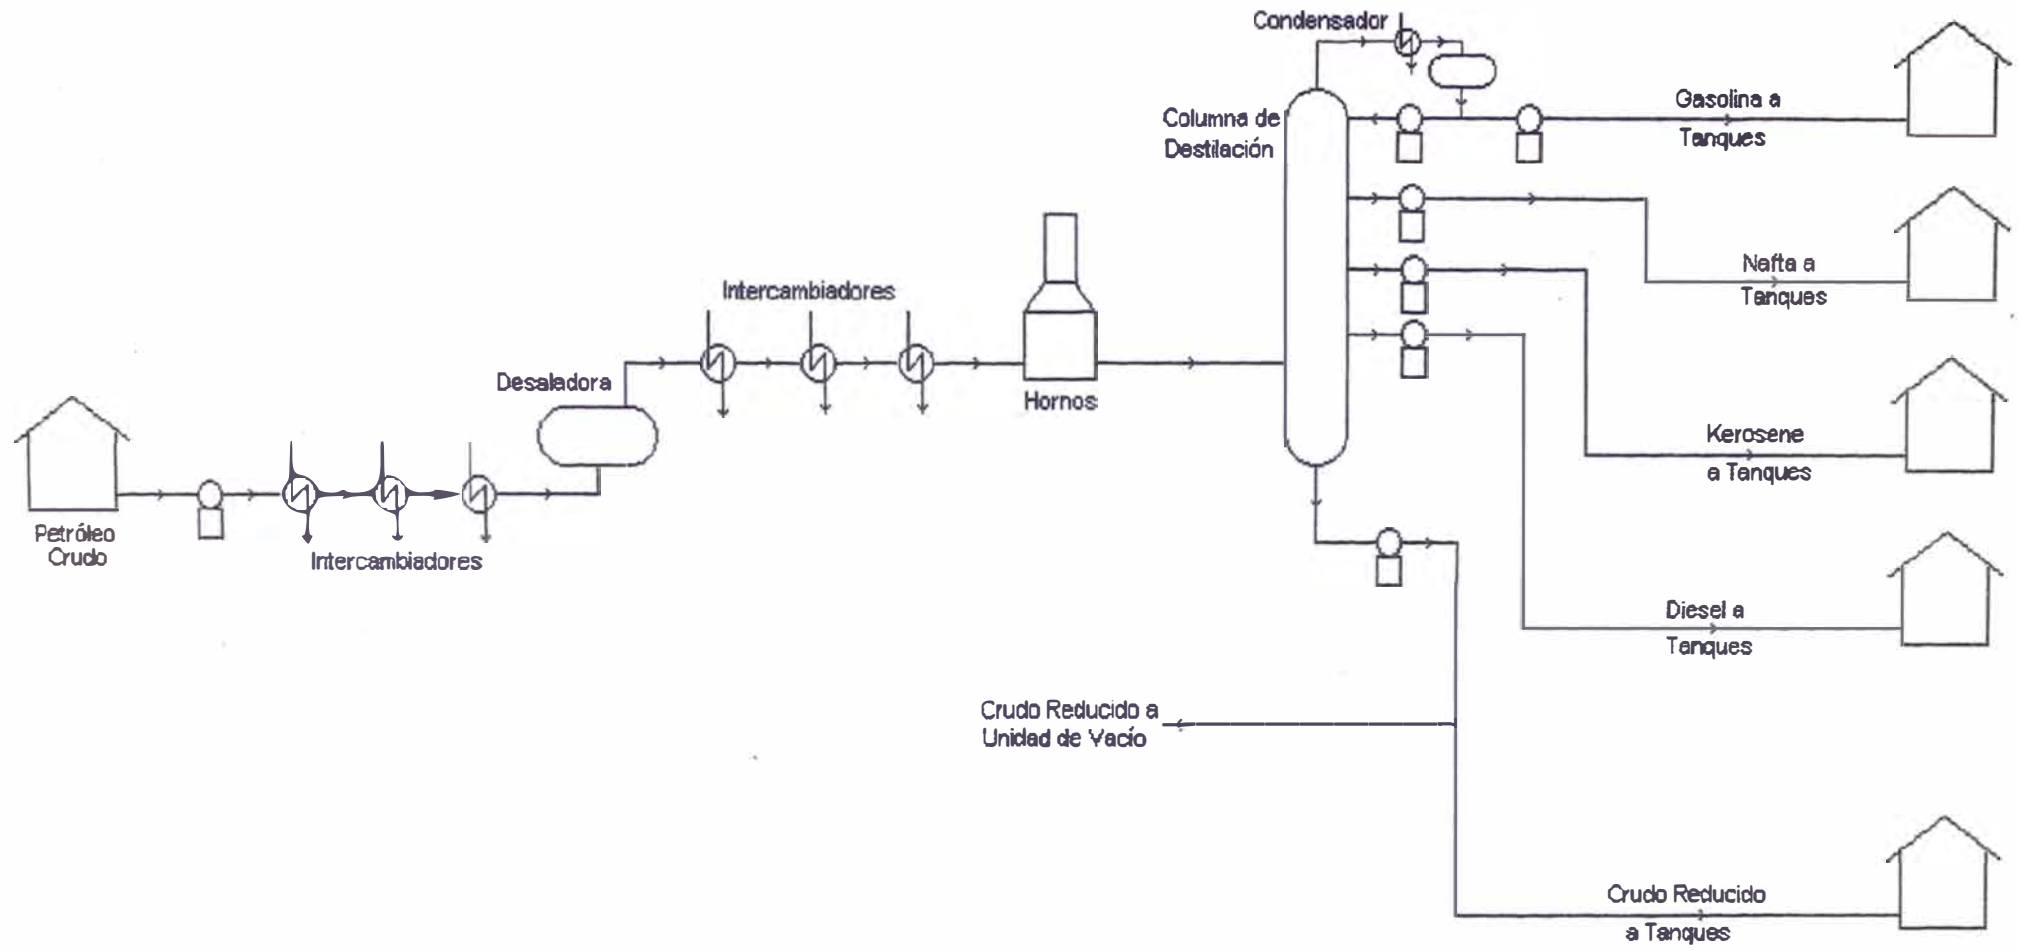 Condensador
Gasolina a
Tanques
Columna de
Destilación
Nafta a
Tanques
Intercambiadores
Desaladora
Hornos
Kerosene
a Tanques
Petróleo
Crudo
Intercambiadores
Diesel a
Tanques
Crudo Reducido a
Unidad de Vacío
Crudo Reducido
a Tanques